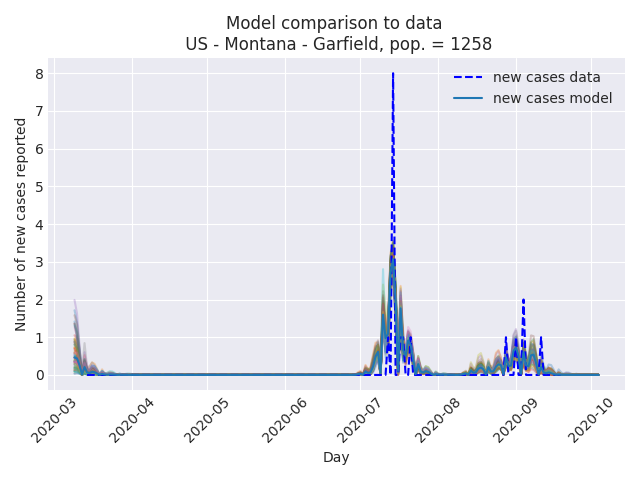 Model comparison to data
US - Montana - Garfield, pop. = 1258
new cases data
new cases model
Number of new cases reported
8
7
6
5
4
3
2
1
0
2020-03
2020-04
2020-05
2020-06
2020-07
2020-08
2020-09
2020-10
Day